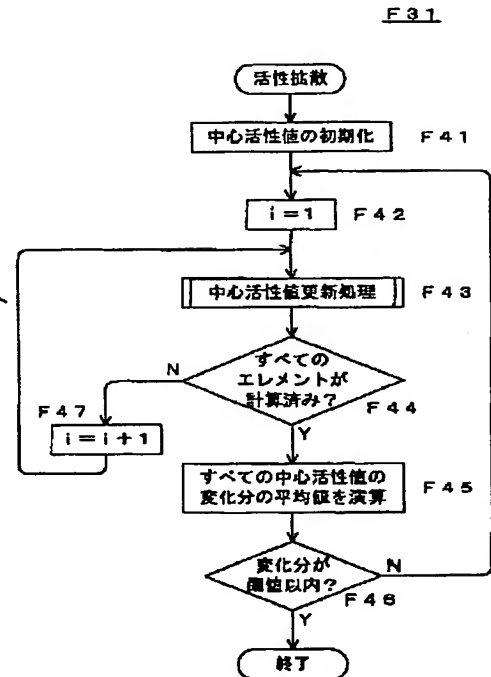 F31
活性拡散
中心活性値の初期化 F41
i=1 F42
中心活性値更新処理 F43
すべての
エレメントが
計算済み?
F44
N
Y
F47
i=i+1
すべての中心活性値の
変化分の平均値を演算
F45
変化分が
閾値以内?
F46
N
Y
終了